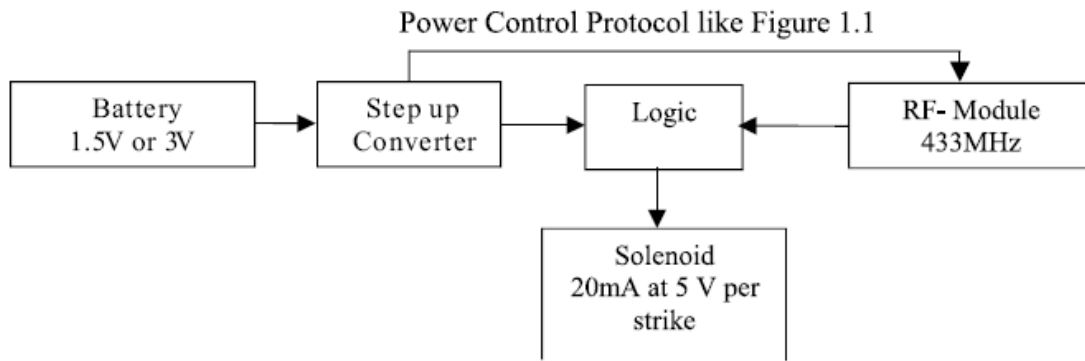 Power Control Protocol like Figure 1.1
Battery
1.5V or 3V
Step up
Converter
Logic
RF- Module
433MHz
Solenoid
20mA at 5 V per
strike